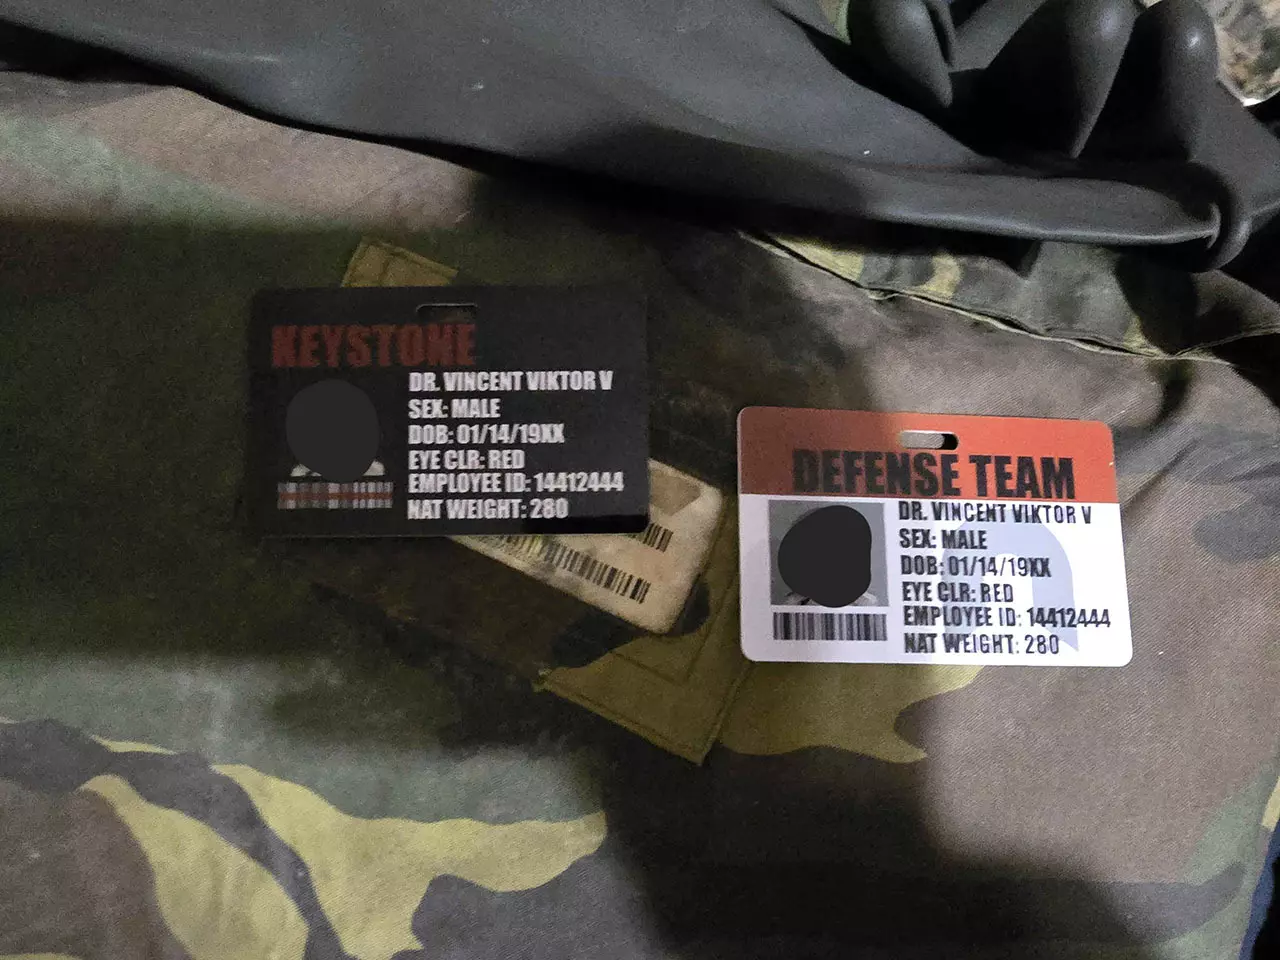 KEYSTONE
DR. VINCENT VIKTOR V
SEX: MALE
DOB: 01/14/19XX
EYE CLR: RED
EMPLOYEE ID: 14412444
NAT WEIGHT: 280
DEFENSE TEAM
DR. VINCENT VIKTOR V
SEX: MALE
DOB: 01/14/19XX
EYE CLR: RED
EMPLOYEE ID: 14412444
NAT WEIGHT: 280